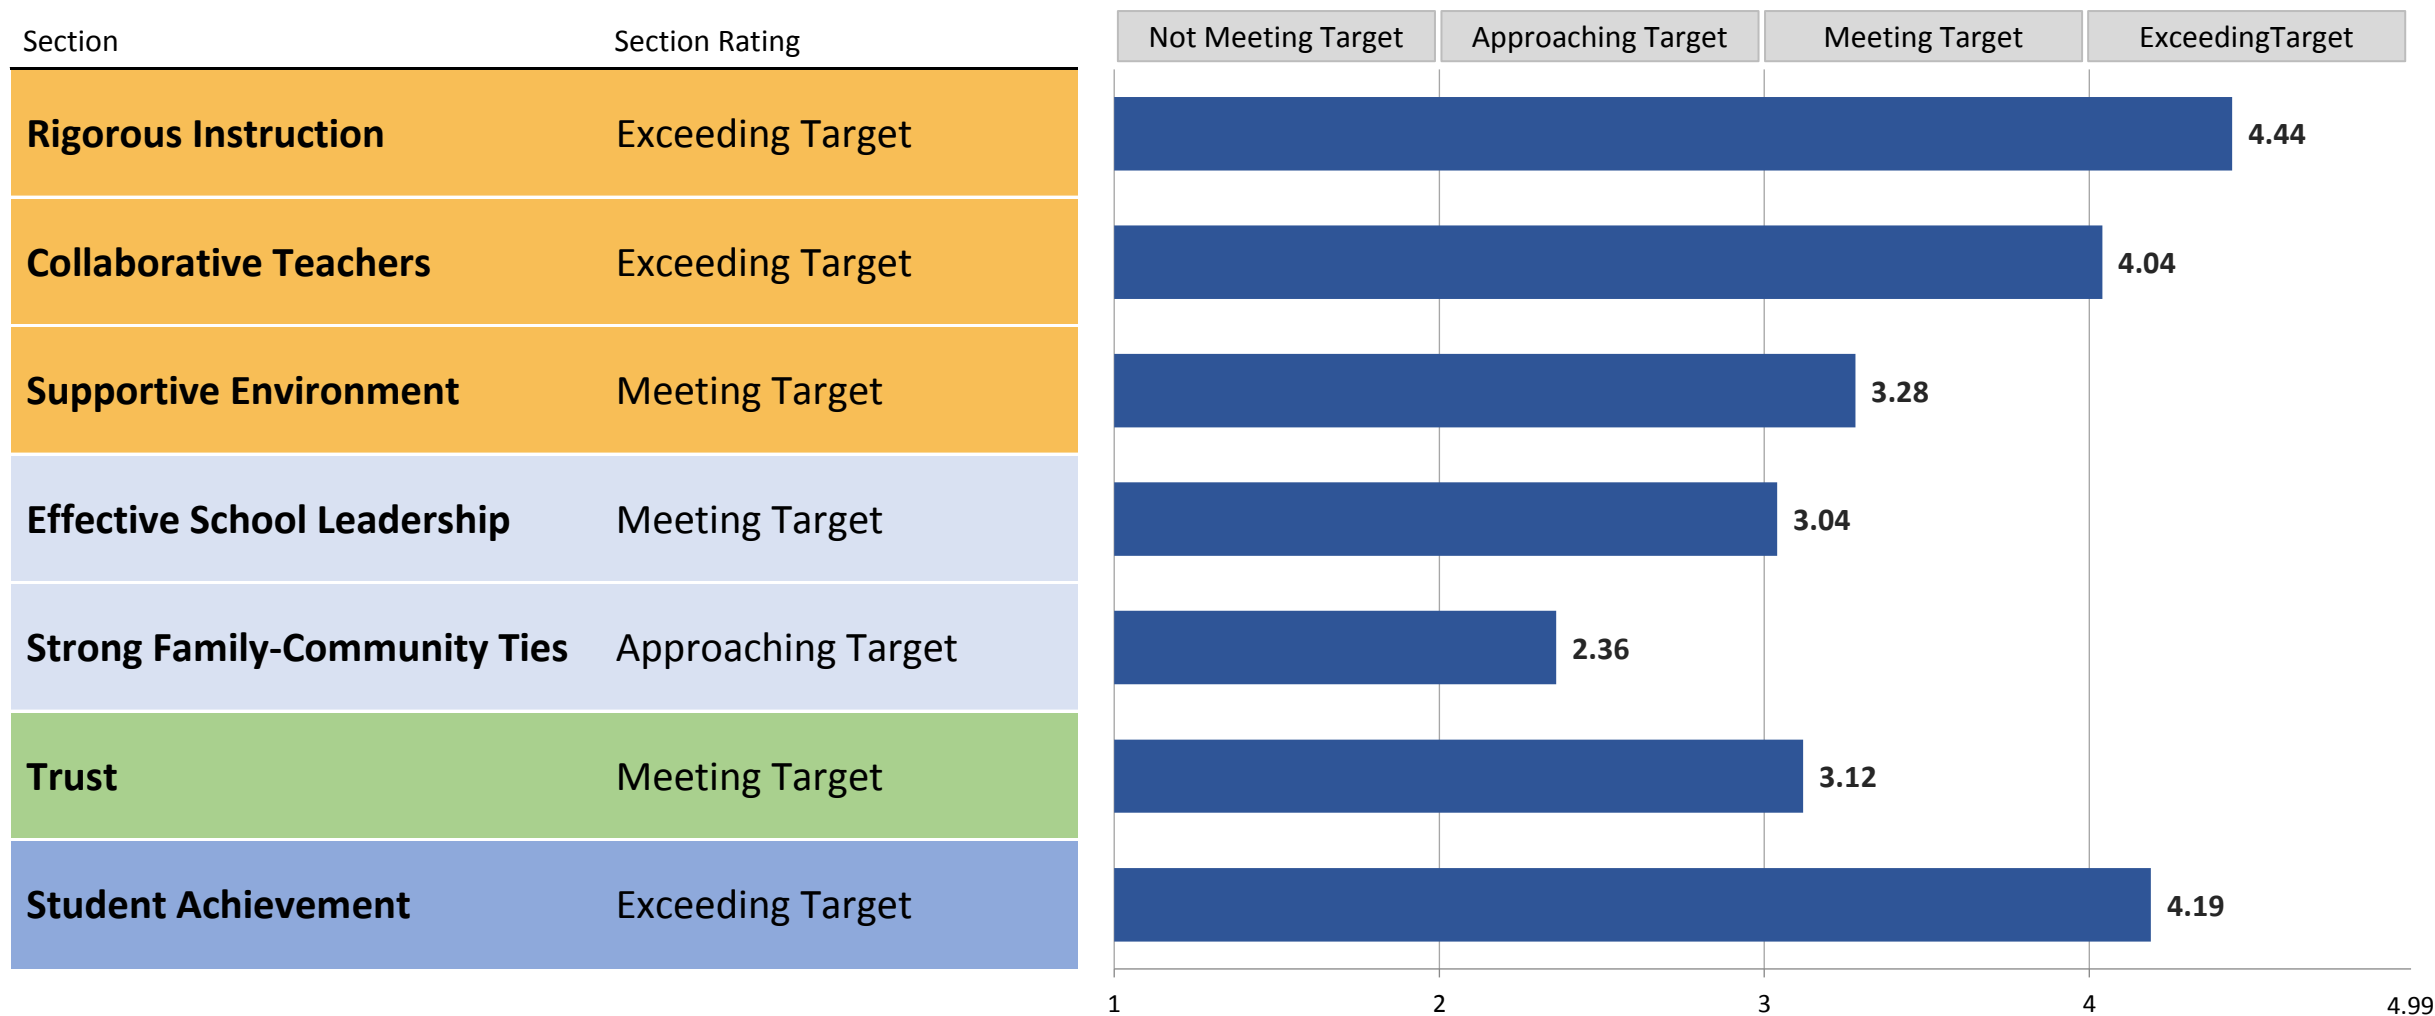 Section Section Rating Not Meeting Target Approaching Target Meeting Target ExceedingTarget
Rigorous Instruction Exceeding Target 4.44
Collaborative Teachers Exceeding Target 4.04
Supportive Environment Meeting Target 3.28
Effective School Leadership Meeting Target 3.04
Strong Family-Community Ties Approaching Target 2.36
Trust Meeting Target 3.12
Student Achievement Exceeding Target 4.19
1 2 3 4 4.99